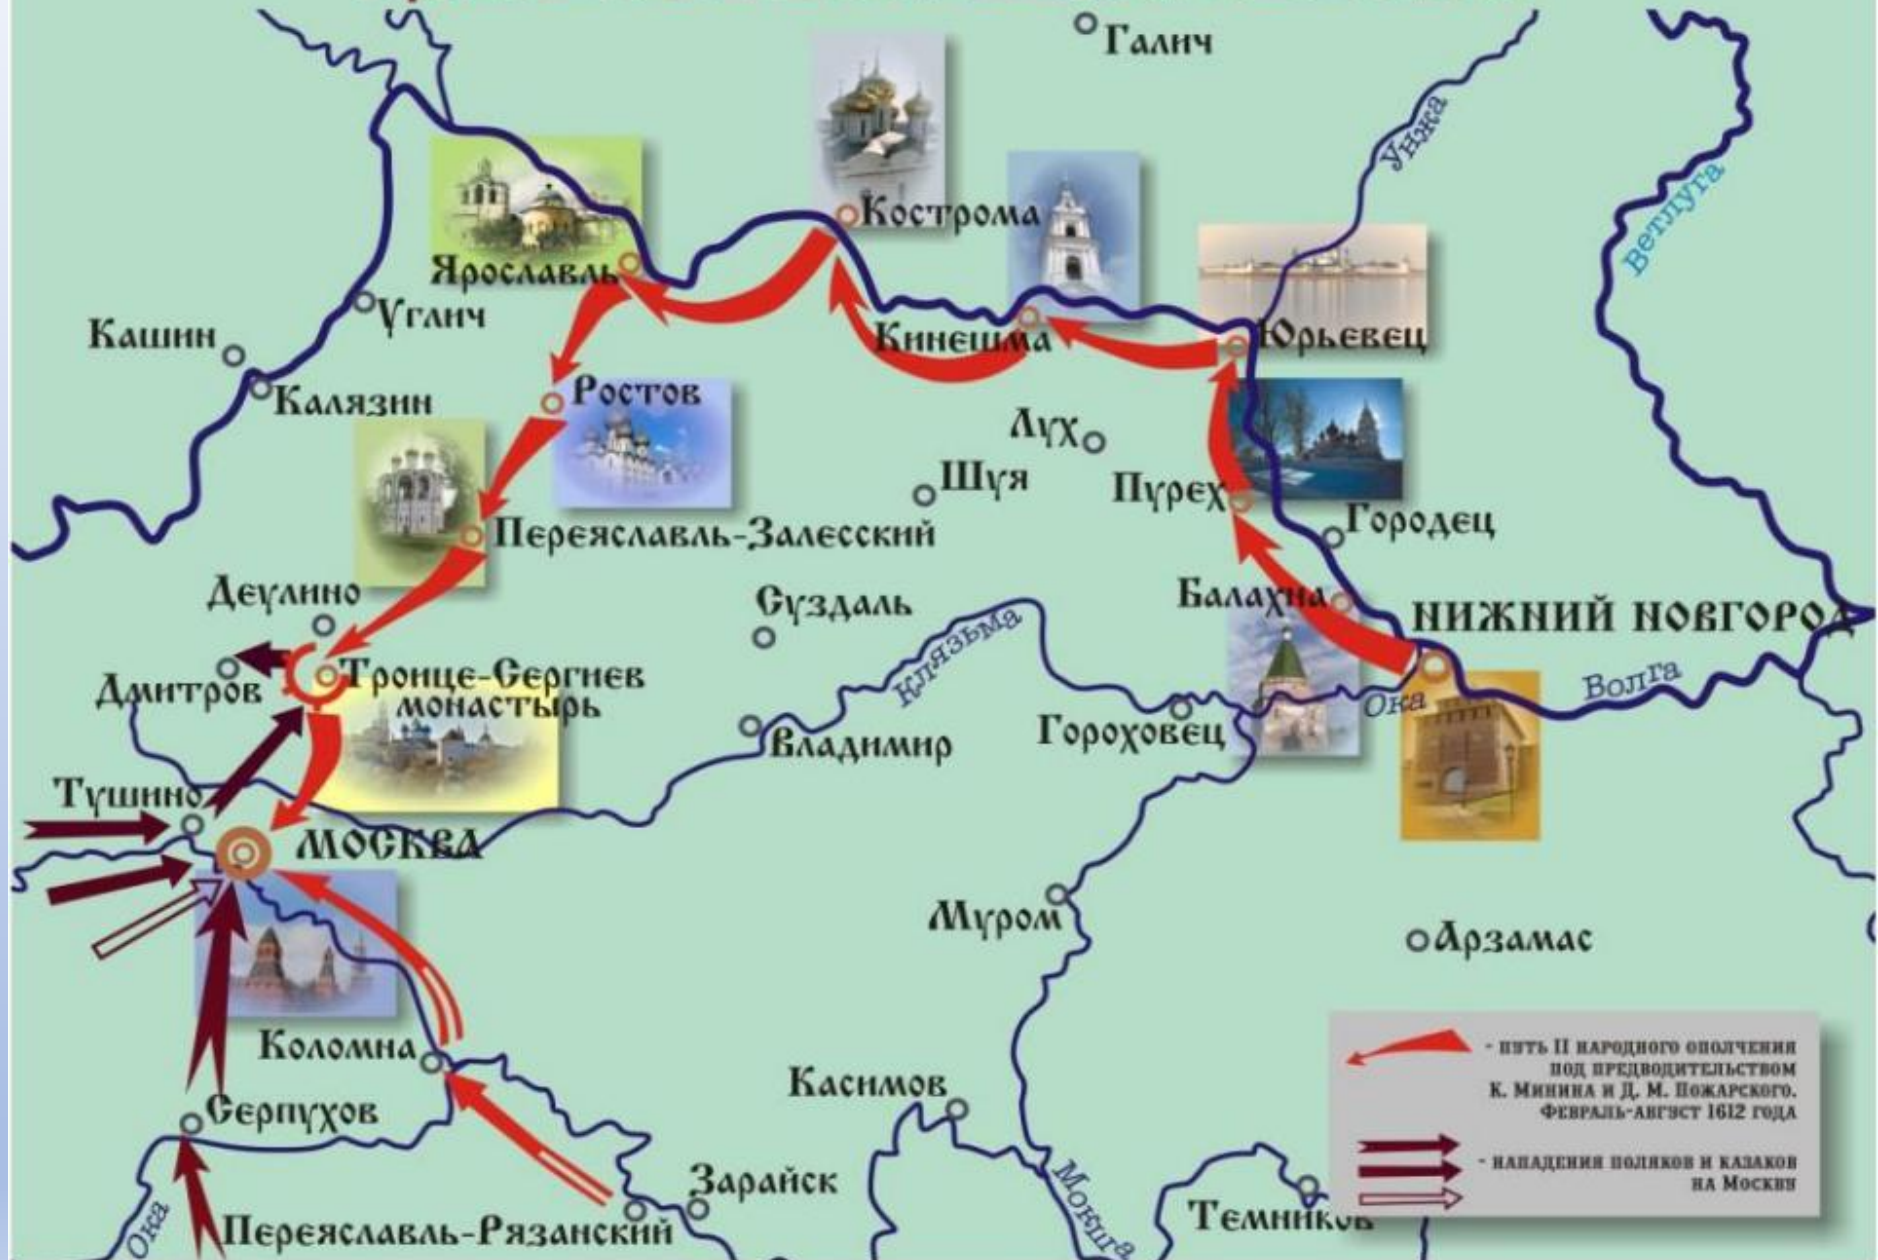 Галич
Унжа
Ветлуга
Кострома
Ярославль
Углич
Кашин
Калязин
Кинешма
Юрьевец
Ростов
Лух
Шуя
Пурех
Городец
Переяславль-Залесский
Деулино
Суздаль
Балахна
НИЖНИЙ НОВГОРОД
Клязьма
Дмитров
Троице-Сергиев
монастырь
Ока
Волга
Гороховец
Владимир
Тушино
МОСКВА
Муром
Арзамас
Коломна
Касимов
Серпухов
Зарайск
Мокша
Темников
Ока
Переяславль-Рязанский
- ПУТЬ II НАРОДНОГО ОПОЛЧЕНИЯ
ПОД ПРЕДВОДИТЕЛЬСТВОМ
К. МИНИНА И Д. М. ПОЖАРСКОГО.
ФЕВРАЛЬ-АВГУСТ 1612 ГОДА
- НАПАДЕНИЯ ПОЛЯКОВ И КАЗАКОВ
НА МОСКВУ